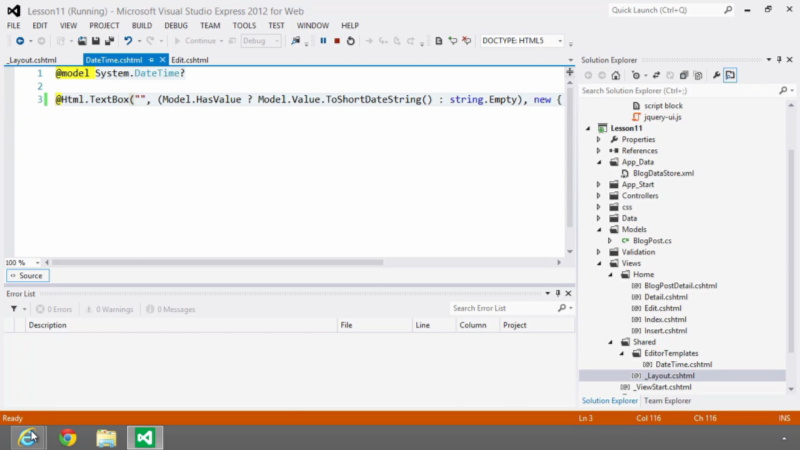 Lesson11 (Running) - Microsoft Visual Studio Express 2012 for Web
Quick Launch (Ctrl+Q)
FILE EDIT VIEW PROJECT BUILD DEBUG TEAM TOOLS TEST WINDOW HELP
Continue Debug DOCTYPE: HTML5
_Layout.cshtml DateTime.cshtml Edit.cshtml
1 @model System.DateTime?
2
3 @Html.TextBox("", (Model.HasValue ? Model.Value.ToShortDateString() : string.Empty), new {
100 %
Source
Error List
0 Errors 0 Warnings 0 Messages
Search Error List
Description File Line Column Project
Solution Explorer
Search Solution Explorer (Ctrl+;)
script block
jquery-ui.js
Lesson11
Properties
References
App_Data
BlogDataStore.xml
App_Start
Controllers
css
Data
Models
BlogPost.cs
Validation
Views
Home
BlogPostDetail.cshtml
Detail.cshtml
Edit.cshtml
Index.cshtml
Insert.cshtml
Shared
EditorTemplates
DateTime.cshtml
_Layout.cshtml
_ViewStart.cshtml
Solution Explorer Team Explorer
Ready Ln 3 Col 116 Ch 116 INS